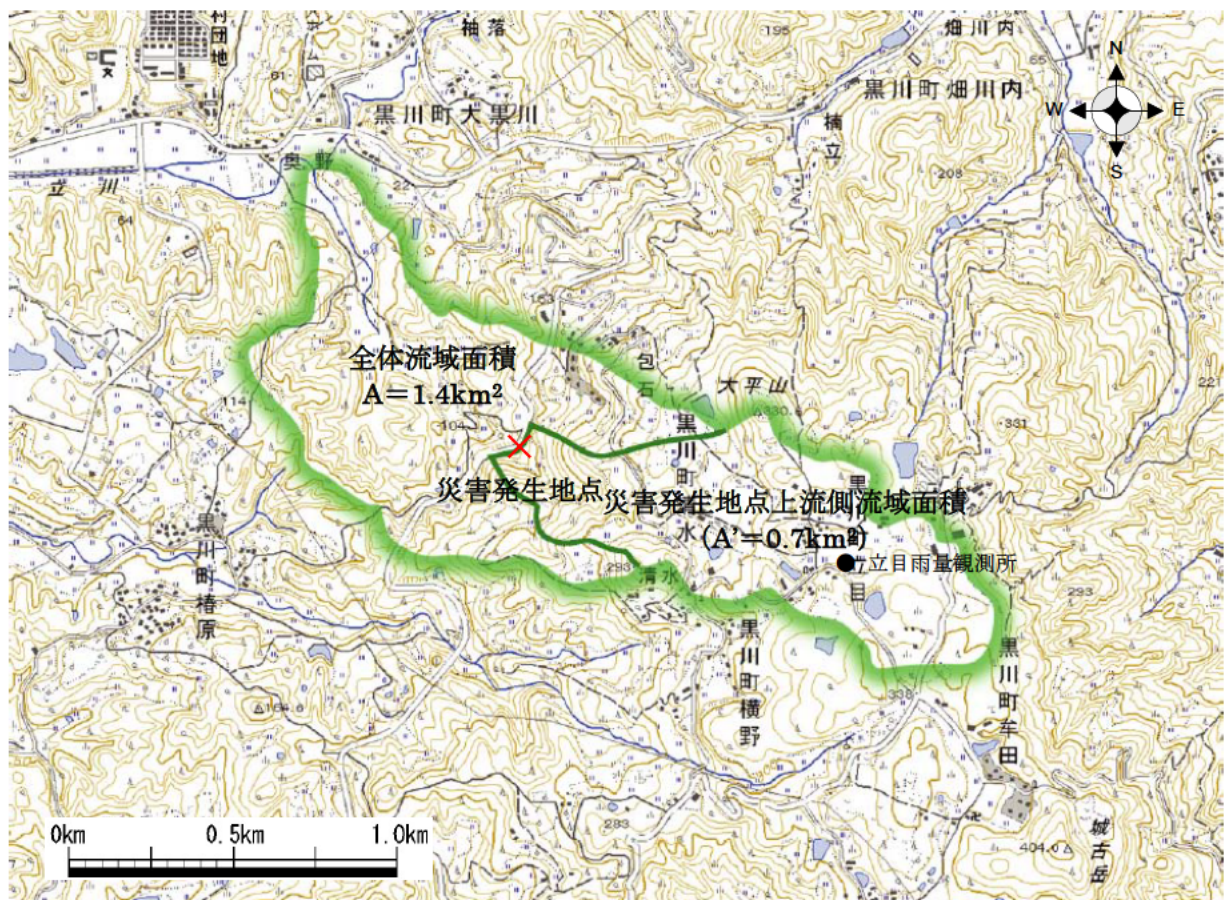 村団地
袖落
195
畑川内
65
61
黒川町大黒川
黒川町畑川内
N
W
E
S
楠立
奥野
立川
22
208
64
153
包石
大平山
全体流域面積
A＝1.4km²
114
104
330.6
331
221
黒川町
清水
災害発生地点
災害発生地点上流側流域面積
(A'＝0.7km²)
立目雨量観測所
目
293
清水
293
黒川町椿原
黒川町横野
黒川町牟田
338
164.6
283
城古岳
404.0
0km
0.5km
1.0km